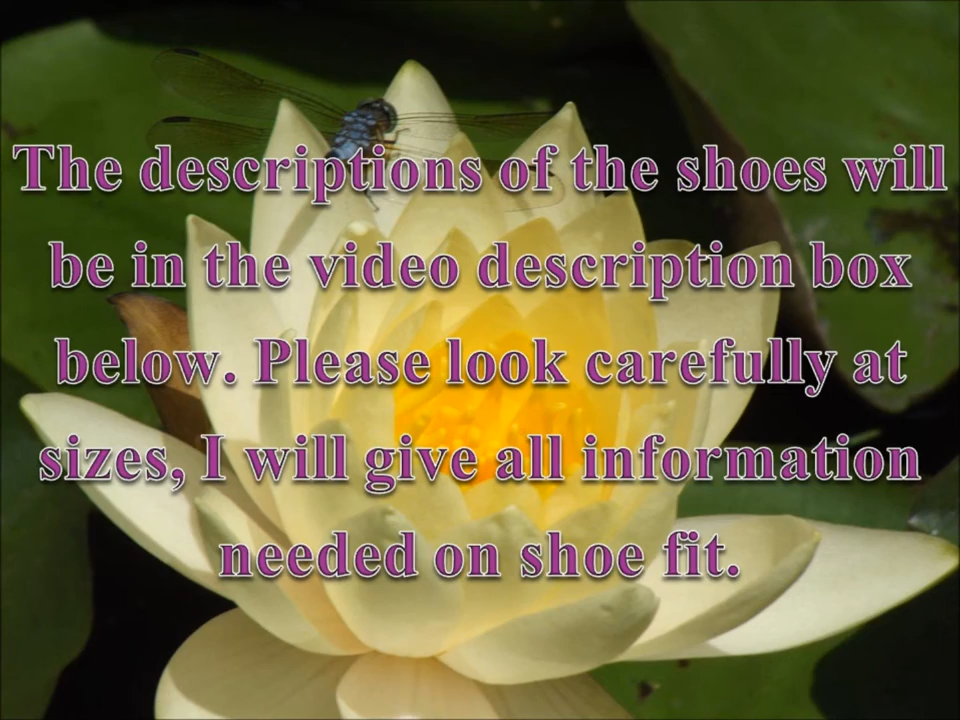 The descriptions of the shoes will
be in the video description box
below. Please look carefully at
sizes, I will give all information
needed on shoe fit.